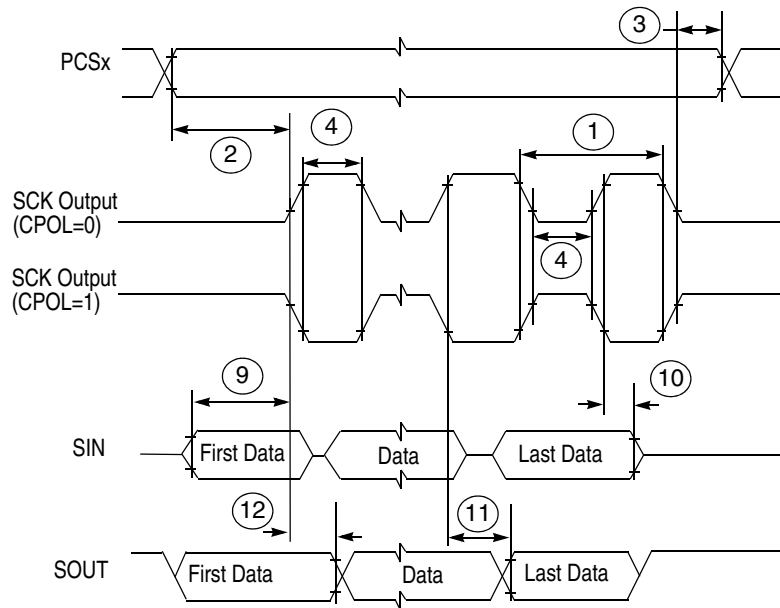 3
PCSx
2
4
1
SCK Output
(CPOL=0)
4
SCK Output
(CPOL=1)
9
10
SIN
First Data
Data
Last Data
12
11
SOUT
First Data
Data
Last Data